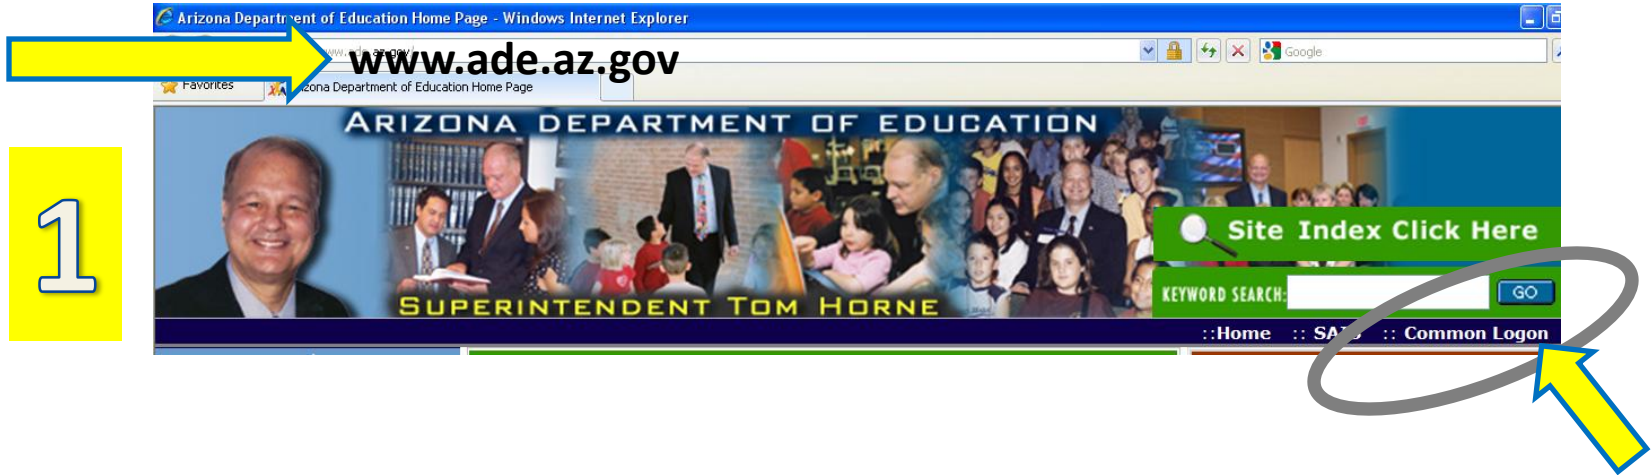 Arizona Department of Education Home Page - Windows Internet Explorer
www.ade.az.gov
Google
Favorites
Arizona Department of Education Home Page
ARIZONA DEPARTMENT OF EDUCATION
1
Site Index Click Here
KEYWORD SEARCH: GO
SUPERINTENDENT TOM HORNE
::Home :: SAIS :: Common Logon